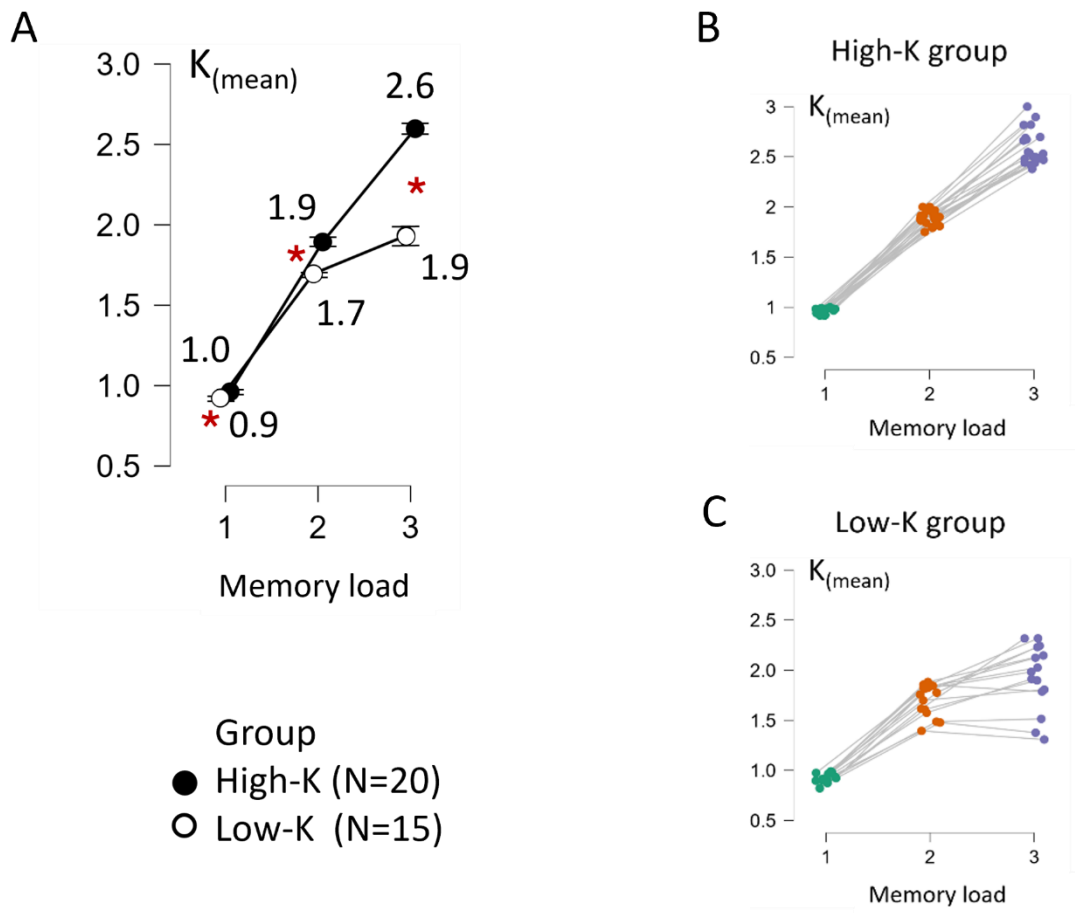 A
K(mean)
3.0
2.5
2.0
1.5
1.0
0.5
2.6
*
1.9
*
1.9
1.7
1.0
*
0.9
1
2
3
Memory load
Group
High-K (N=20)
Low-K (N=15)
B
High-K group
K(mean)
3
2.5
2
1.5
1
0.5
1
2
3
Memory load
C
Low-K group
K(mean)
3.0
2.5
2.0
1.5
1.0
0.5
1
2
3
Memory load